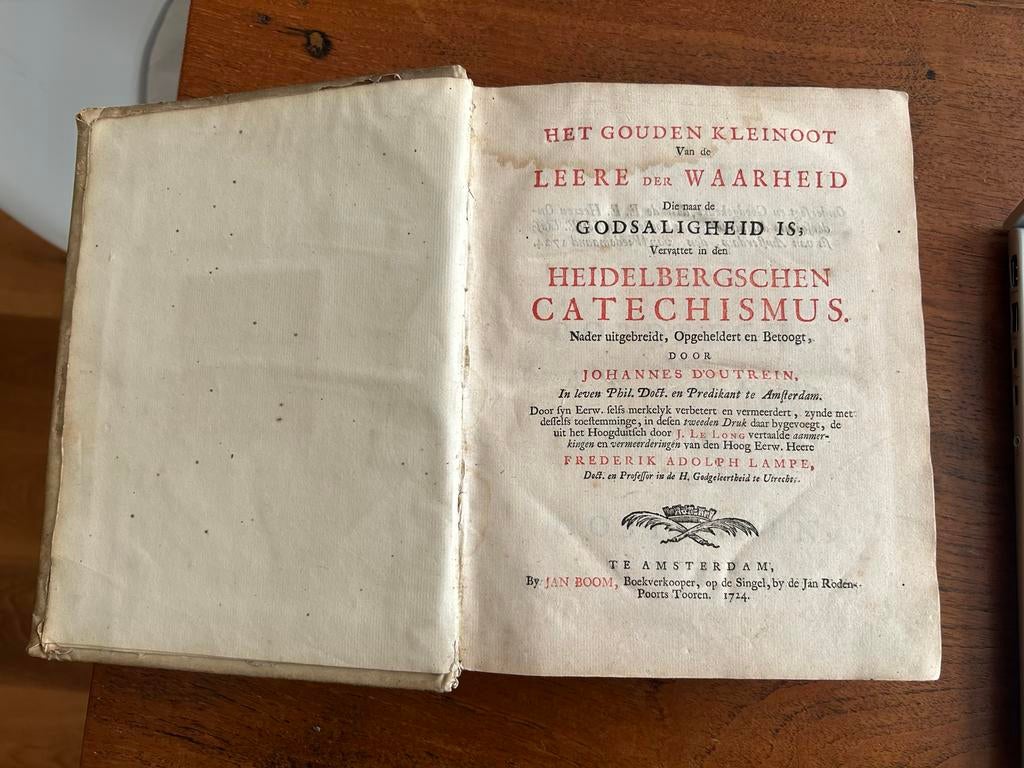 HET GOUDEN KLEINOOT
Van de
LEERE DER WAARHEID
Die naar de
GODSALIGHEID IS,
Vervattet in den
HEIDELBERGSCHEN
CATECHISMUS.
Nader uitgebreidt, Opgeheldert en Betoogt,
DOOR
JOHANNES D'OUTREIN,
In leven Phil. Doct. en Predikant te Amſterdam.
Door ſyn Eerw. ſelfs merkelyk verbetert en vermeerdert, zynde met
deſſelfs toeſtemminge, in deſen tweeden Druk daar bygevoegt, de
uit het Hoogduitſch door J. LE LONG vertaalde aanmer-
kingen en vermeerderingen van den Hoog Eerw. Heere
FREDERIK ADOLPH LAMPE,
Doct. en Profeſſor in de H. Godgeleertheid te Utrecht.
TE AMSTERDAM,
By JAN BOOM, Boekverkooper, op de Singel, by de Jan Roden-
Poorts Tooren. 1724.